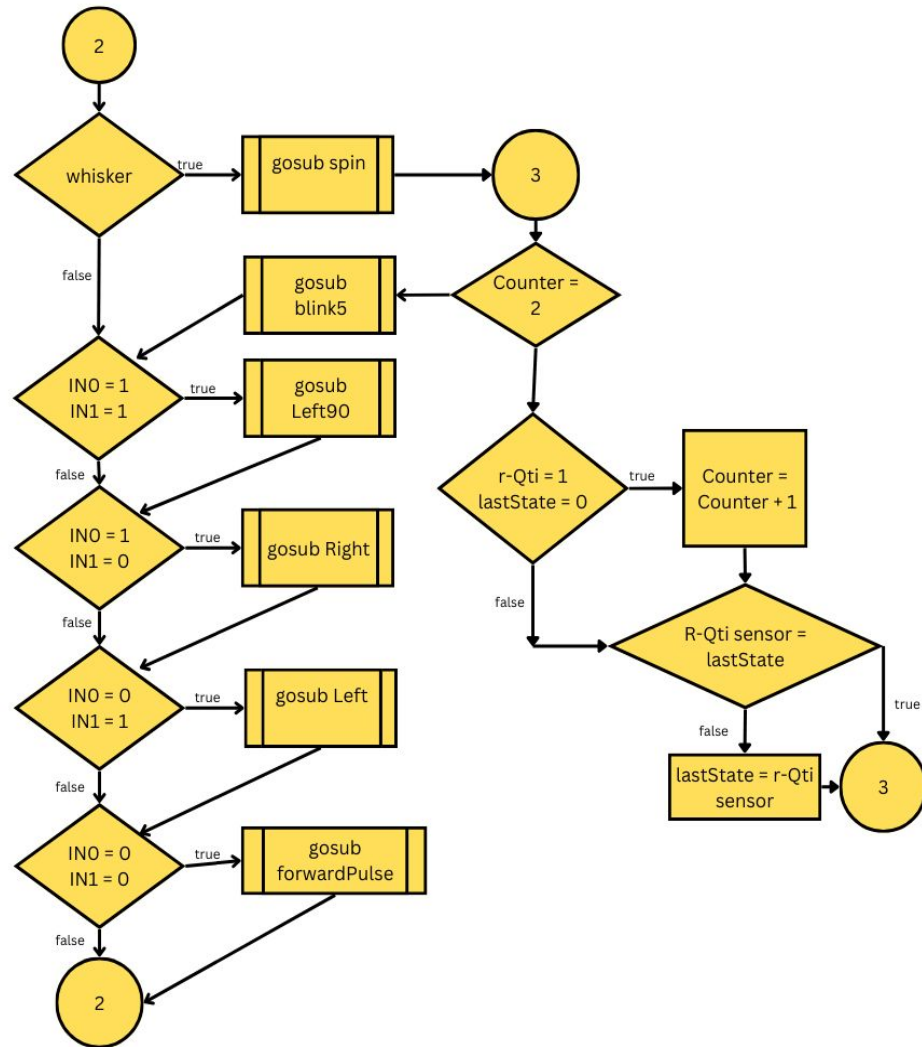 2
whisker
true
gosub spin
3
false
gosub
blink5
Counter =
2
IN0 = 1
IN1 = 1
true
gosub
Left90
false
r-Qti = 1
lastState = 0
true
Counter =
Counter + 1
IN0 = 1
IN1 = 0
true
gosub Right
false
false
R-Qti sensor =
lastState
IN0 = 0
IN1 = 1
true
gosub Left
false
true
false
lastState = r-Qti
sensor
3
IN0 = 0
IN1 = 0
true
gosub
forwardPulse
false
2